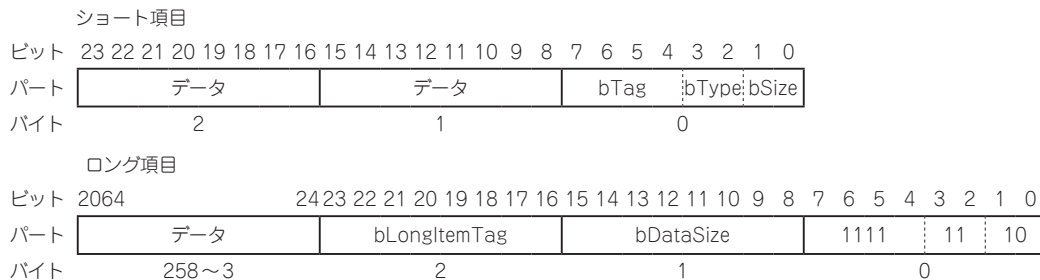 ショート項目
ビット 23 22 21 20 19 18 17 16 15 14 13 12 11 10 9 8 7 6 5 4 3 2 1 0
パート データ データ bTag bType bSize
バイト 2 1 0
ロング項目
ビット 2064 24 23 22 21 20 19 18 17 16 15 14 13 12 11 10 9 8 7 6 5 4 3 2 1 0
パート データ bLongItemTag bDataSize 1111 11 10
バイト 258～3 2 1 0